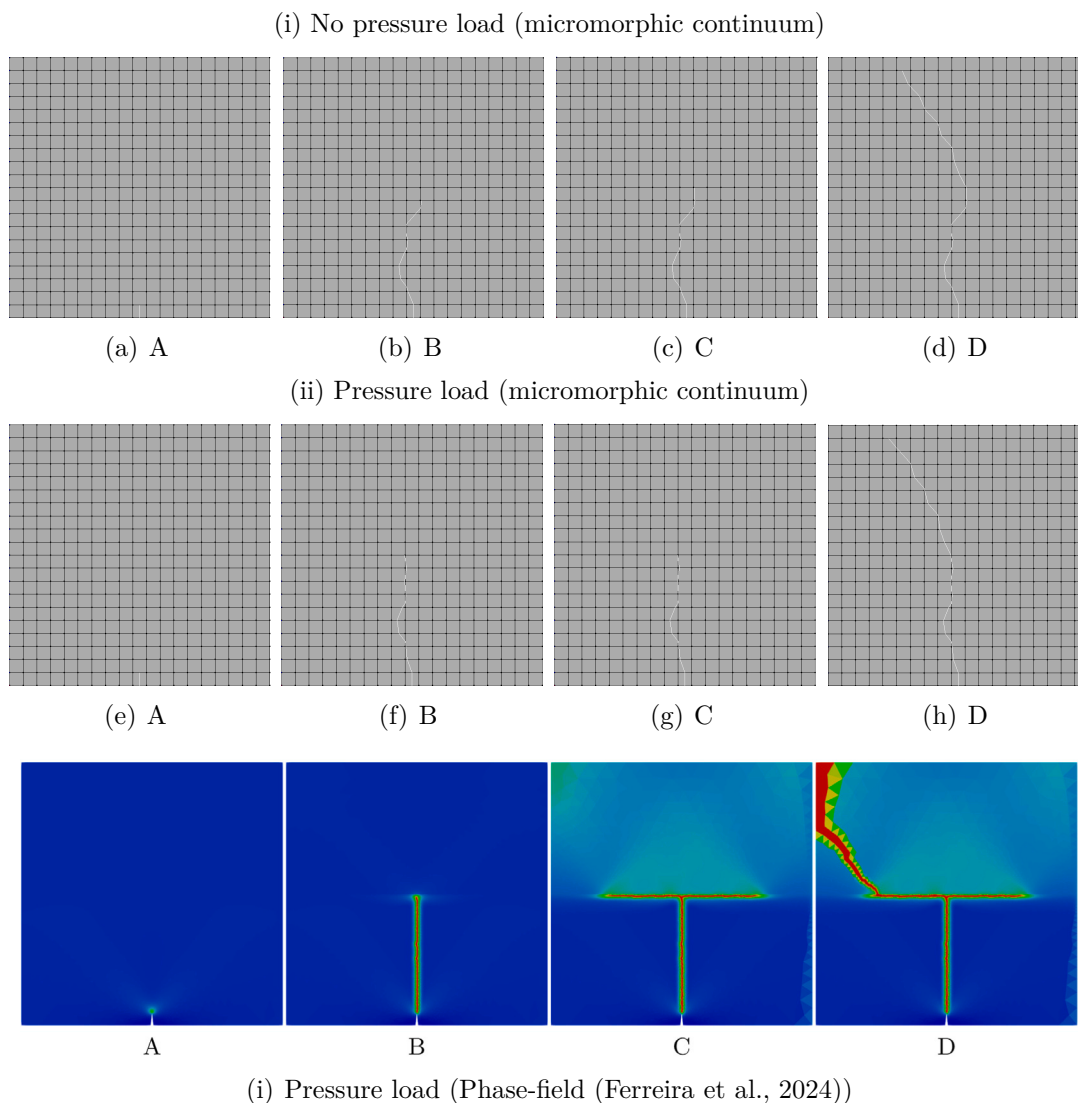 (i) No pressure load (micromorphic continuum)
(a) A (b) B (c) C (d) D
(ii) Pressure load (micromorphic continuum)
(e) A (f) B (g) C (h) D
A B C D
(i) Pressure load (Phase-field (Ferreira et al., 2024))